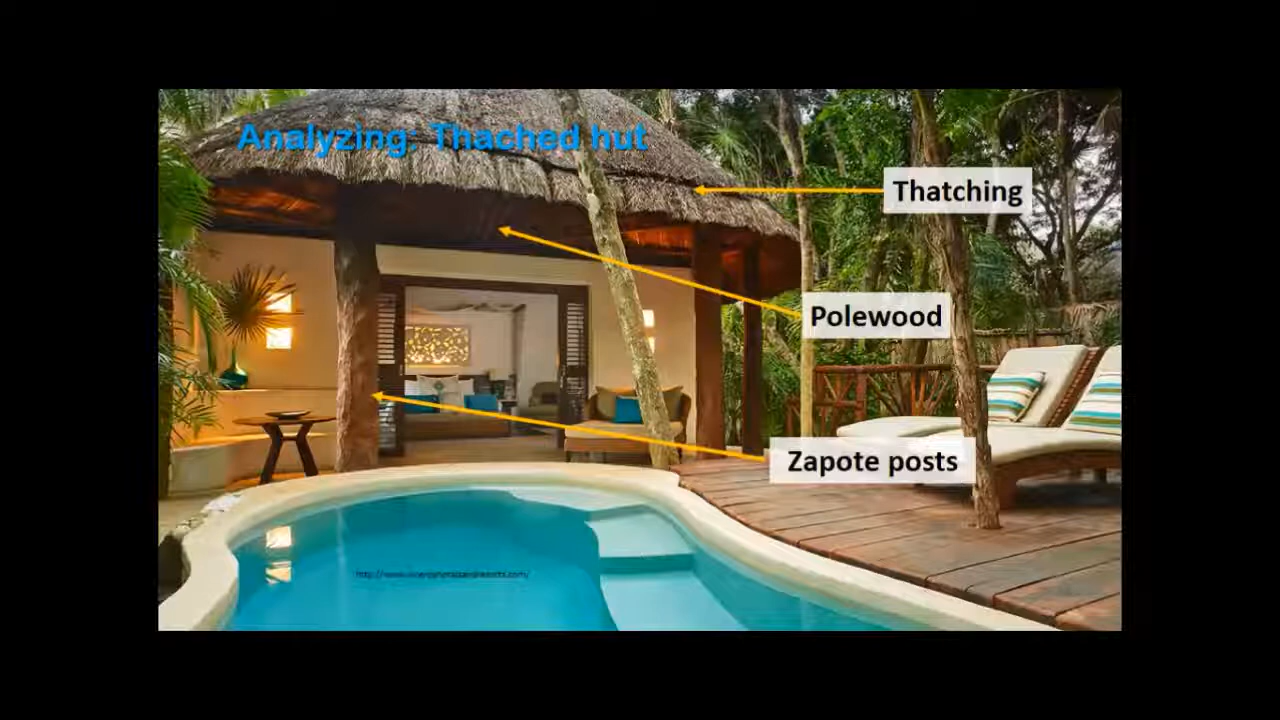 Analyzing: Thached hut
Thatching
Polewood
Zapote posts